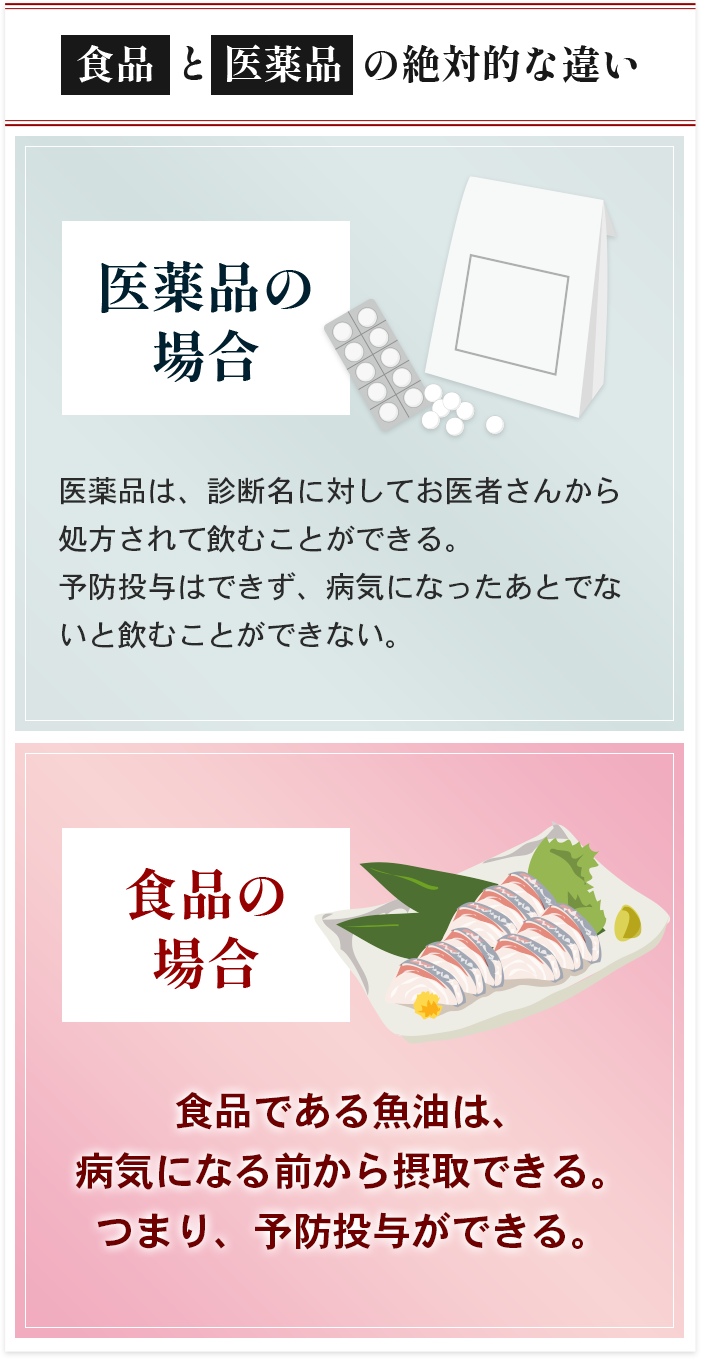 食品と医薬品の絶対的な違い
医薬品の
場合
医薬品は、診断名に対してお医者さんから
処方されて飲むことができる。
予防投与はできず、病気になったあとでな
いと飲むことができない。
食品の
場合
食品である魚油は、
病気になる前から摂取できる。
つまり、予防投与ができる。